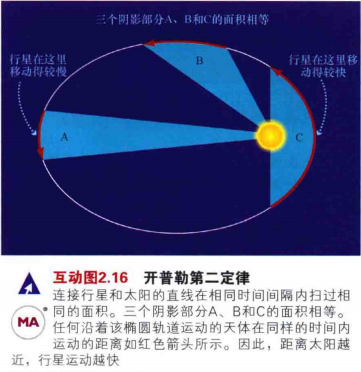 三个阴影部分A、B和C的面积相等
行星在这里
移动得较慢
行星在这里移
动得较快
B
A
C
互动图2.16 开普勒第二定律
连接行星和太阳的直线在相同时间间隔内扫过相
同的面积。三个阴影部分A、B和C的面积相等。
MA
任何沿着该椭圆轨道运动的天体在同样的时间内
运动的距离如红色箭头所示。因此，距离太阳越
近，行星运动越快